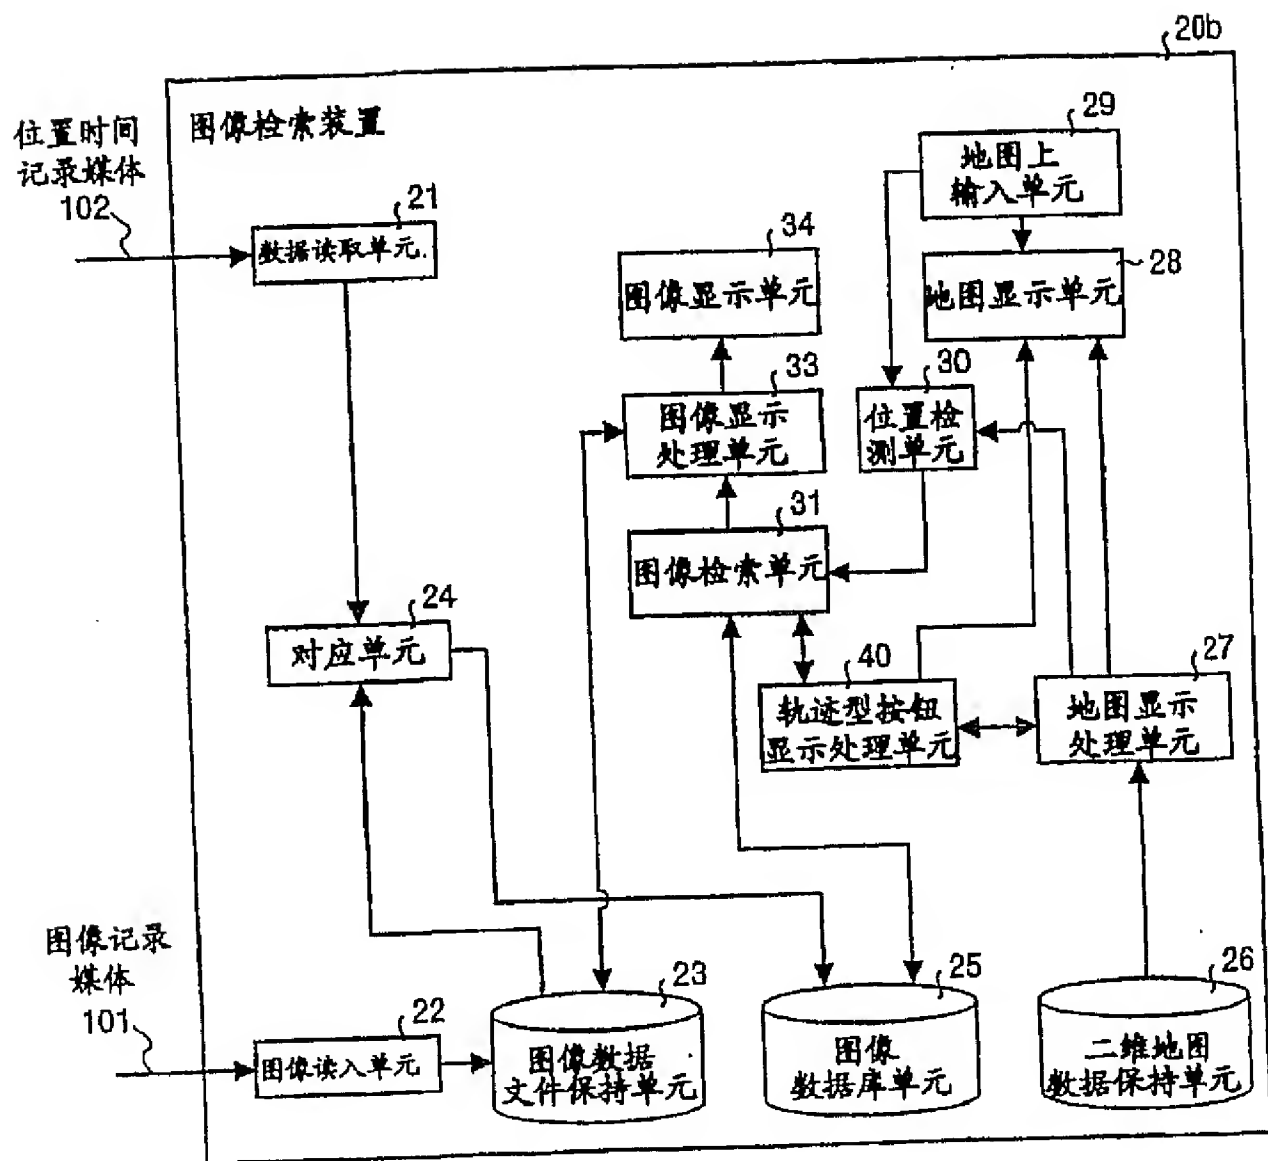 20b
图像检索装置
位置时间
记录媒体
102
21
数据读取单元
29
地图上
输入单元
34
图像显示单元
28
地图显示单元
33
图像显示
处理单元
30
位置检
测单元
31
图像检索单元
24
对应单元
40
轨迹型按钮
显示处理单元
27
地图显示
处理单元
图像记录
媒体
101
22
图像读入单元
23
图像数据
文件保持单元
25
图像
数据库单元
26
二维地图
数据保持单元